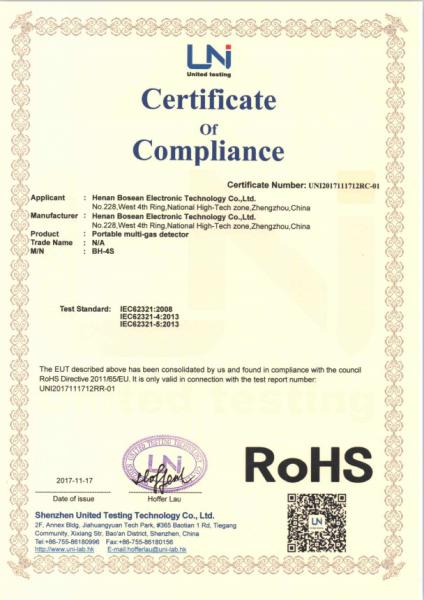 UNi
United testing
Certificate
Of
Compliance
Certificate Number: UNI2017111712RC-01
Applicant : Henan Bosean Electronic Technology Co.,Ltd.
No.228,West 4th Ring,National High-Tech zone,Zhengzhou,China
Manufacturer : Henan Bosean Electronic Technology Co.,Ltd.
No.228,West 4th Ring,National High-Tech zone,Zhengzhou,China
Product : Portable multi-gas detector
Trade Name : N/A
M/N : BH-4S
Test Standard: IEC62321:2008
IEC62321-4:2013
IEC62321-5:2013
The EUT described above has been consolidated by us and found in compliance with the council
RoHS Directive 2011/65/EU. It is only valid in connection with the test report number:
UNI2017111712RR-01
United testing
UNi
RoHS
2017-11-17
Date of issue
Hoffer Lau
UNi
Shenzhen United Testing Technology Co., Ltd.
2F, Annex Bldg, Jiahuangyuan Tech Park, #365 Baotian 1 Rd, Tiegang
Community, Xixiang Str, Bao'an District, Shenzhen, China
Tel:+86-755-86180996 Fax:+86-755-86180156
http://www.uni-lab.hk E-mail:hofferlau@uni-lab.hk